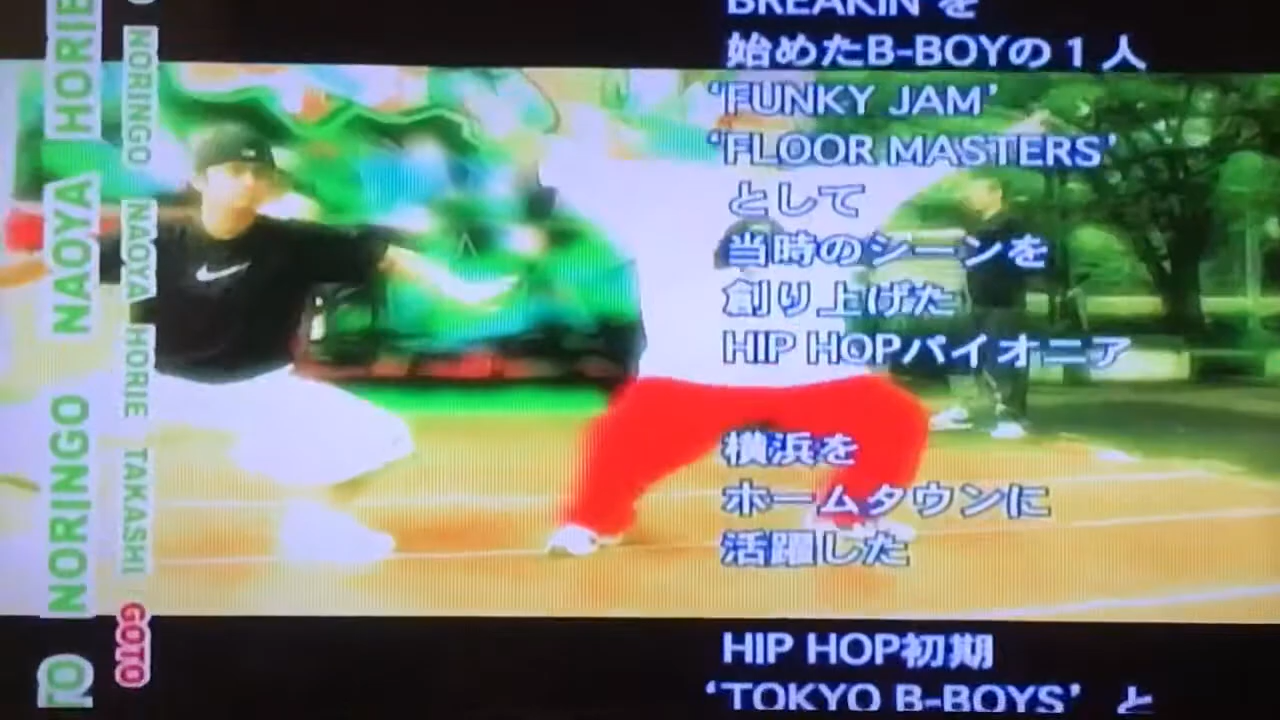 BREAKIN'を
始めたB-BOYの1人
‘FUNKY JAM’
‘FLOOR MASTERS’
として
当時のシーンを
創り上げた
HIP HOPパイオニア
横浜を
ホームタウンに
活躍した
HIP HOP初期
‘TOKYO B-BOYS’ と
NORINGO NAOYA HORIE
NORINGO NAOYA HORIE TAKASHI GOTO